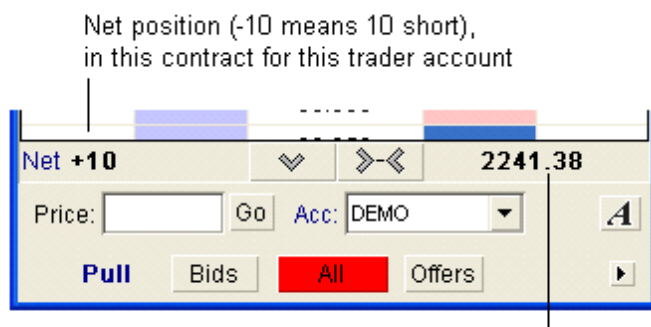 Net position (-10 means 10 short),
in this contract for this trader account
Net +10 2241.38
Price: Go Acc: DEMO A
Pull Bids All Offers